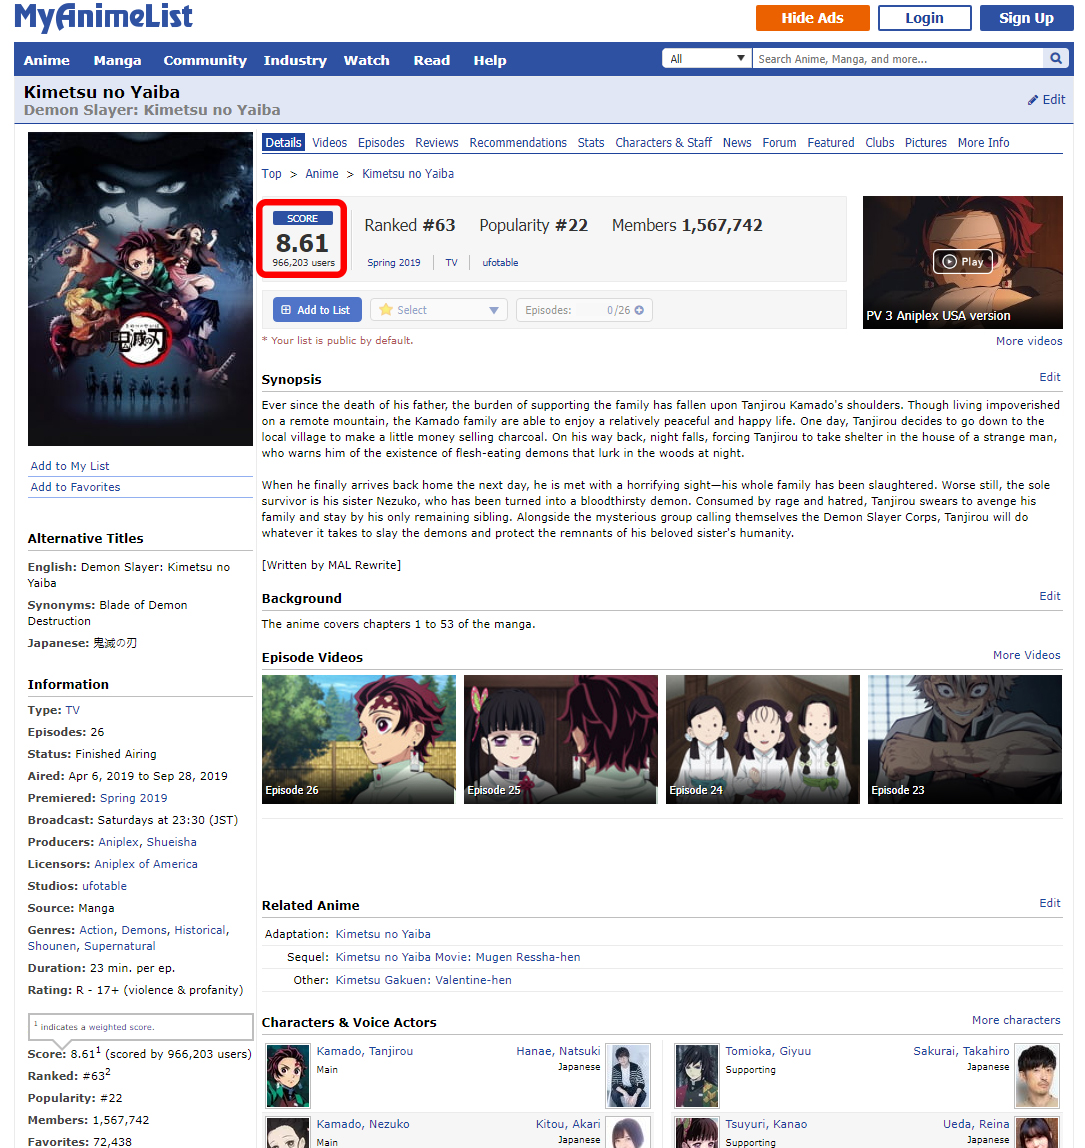 MyAnimeList
Hide Ads
Login
Sign Up
Anime Manga Community Industry Watch Read Help
All
Search Anime, Manga, and more...
Kimetsu no Yaiba
Demon Slayer: Kimetsu no Yaiba
Edit
鬼滅の刃
Add to My List
Add to Favorites
Alternative Titles
English: Demon Slayer: Kimetsu no
Yaiba
Synonyms: Blade of Demon
Destruction
Japanese: 鬼滅の刃
Information
Type: TV
Episodes: 26
Status: Finished Airing
Aired: Apr 6, 2019 to Sep 28, 2019
Premiered: Spring 2019
Broadcast: Saturdays at 23:30 (JST)
Producers: Aniplex, Shueisha
Licensors: Aniplex of America
Studios: ufotable
Source: Manga
Genres: Action, Demons, Historical,
Shounen, Supernatural
Duration: 23 min. per ep.
Rating: R - 17+ (violence & profanity)
1 indicates a weighted score.
Score: 8.611 (scored by 966,203 users)
Ranked: #632
Popularity: #22
Members: 1,567,742
Favorites: 72,438
Details Videos Episodes Reviews Recommendations Stats Characters & Staff News Forum Featured Clubs Pictures More Info
Top > Anime > Kimetsu no Yaiba
SCORE
8.61
966,203 users
Ranked #63 Popularity #22 Members 1,567,742
Spring 2019 TV ufotable
Add to List
Select
Episodes: 0/26
* Your list is public by default.
Play
PV 3 Aniplex USA version
More videos
Synopsis
Edit
Ever since the death of his father, the burden of supporting the family has fallen upon Tanjirou Kamado's shoulders. Though living impoverished
on a remote mountain, the Kamado family are able to enjoy a relatively peaceful and happy life. One day, Tanjirou decides to go down to the
local village to make a little money selling charcoal. On his way back, night falls, forcing Tanjirou to take shelter in the house of a strange man,
who warns him of the existence of flesh-eating demons that lurk in the woods at night.
When he finally arrives back home the next day, he is met with a horrifying sight—his whole family has been slaughtered. Worse still, the sole
survivor is his sister Nezuko, who has been turned into a bloodthirsty demon. Consumed by rage and hatred, Tanjirou swears to avenge his
family and stay by his only remaining sibling. Alongside the mysterious group calling themselves the Demon Slayer Corps, Tanjirou will do
whatever it takes to slay the demons and protect the remnants of his beloved sister's humanity.
[Written by MAL Rewrite]
Background
Edit
The anime covers chapters 1 to 53 of the manga.
Episode Videos
More Videos
Episode 26
Episode 25
Episode 24
Episode 23
Related Anime
Edit
Adaptation: Kimetsu no Yaiba
Sequel: Kimetsu no Yaiba Movie: Mugen Ressha-hen
Other: Kimetsu Gakuen: Valentine-hen
Characters & Voice Actors
More characters
Kamado, Tanjirou
Main
Hanae, Natsuki
Japanese
Tomioka, Giyuu
Supporting
Sakurai, Takahiro
Japanese
Kamado, Nezuko
Main
Kitou, Akari
Japanese
Tsuyuri, Kanao
Supporting
Ueda, Reina
Japanese